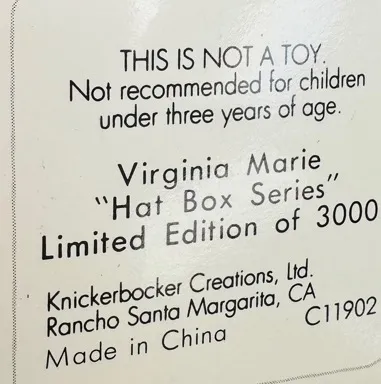 THIS IS NOT A TOY.
Not recommended for children
under three years of age.
Virginia Marie
"Hat Box Series"
Limited Edition of 3000
Knickerbocker Creations, Ltd.
Rancho Santa Margarita, CA
Made in China
C11902